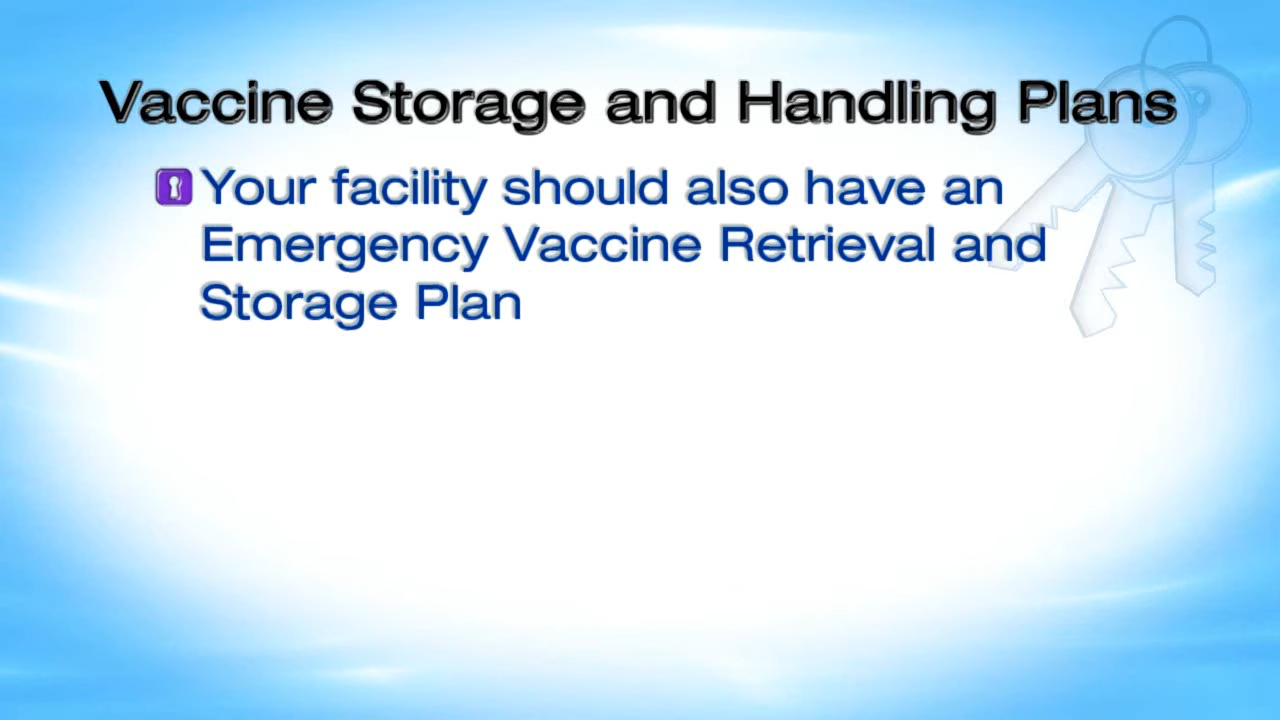 Vaccine Storage and Handling Plans
Your facility should also have an
Emergency Vaccine Retrieval and
Storage Plan